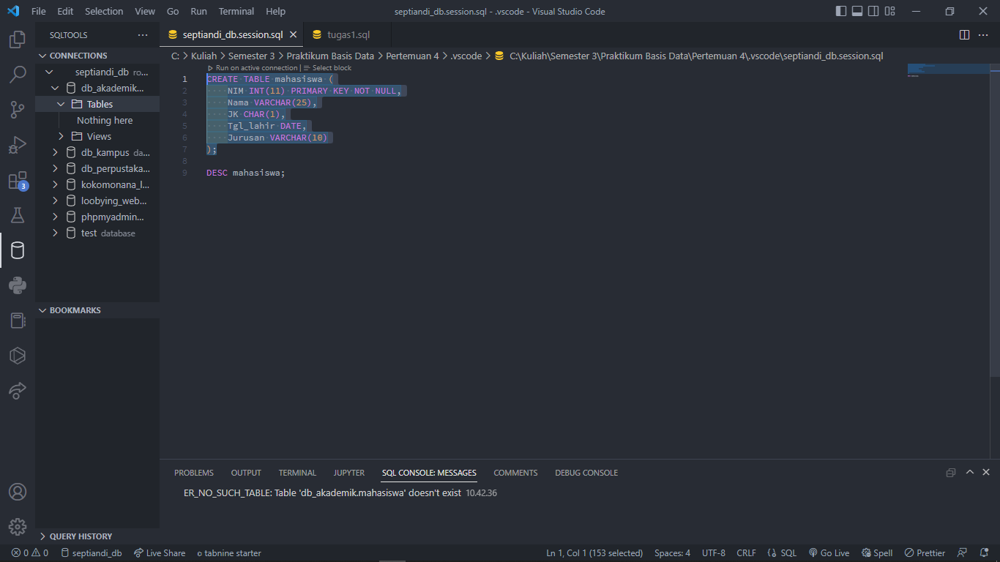 File Edit Selection View Go Run Terminal Help
septiandi_db.session.sql - .vscode - Visual Studio Code
SQLTOOLS
septiandi_db.session.sql
tugas1.sql
CONNECTIONS
septiandi_db ro...
db_akademik...
Tables
Nothing here
Views
db_kampus da...
db_perpustaka...
kokomonana_l...
loobying_web...
phpmyadmin...
test database
BOOKMARKS
QUERY HISTORY
3
C: > Kuliah > Semester 3 > Praktikum Basis Data > Pertemuan 4 > .vscode > C:\Kuliah\Semester 3\Praktikum Basis Data\Pertemuan 4\.vscode\septiandi_db.session.sql
Run on active connection | Select block
1 CREATE TABLE mahasiswa (
2 NIM INT(11) PRIMARY KEY NOT NULL,
3 Nama VARCHAR(25),
4 JK CHAR(1),
5 Tgl_lahir DATE,
6 Jurusan VARCHAR(10)
7 );
8
9 DESC mahasiswa;
PROBLEMS OUTPUT TERMINAL JUPYTER SQL CONSOLE: MESSAGES COMMENTS DEBUG CONSOLE
ER_NO_SUCH_TABLE: Table 'db_akademik.mahasiswa' doesn't exist 10.42.36
0 0 septiandi_db Live Share tabnine starter
Ln 1, Col 1 (153 selected) Spaces: 4 UTF-8 CRLF SQL Go Live Spell Prettier